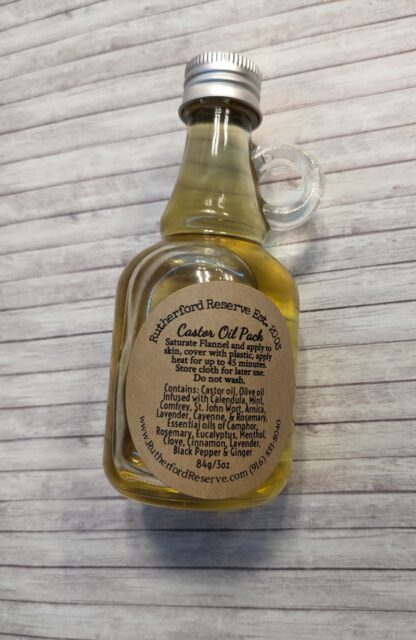 Rutherford Reserve Est. 2003
Castor Oil Pack
Saturate Flannel and apply to
skin, cover with plastic, apply
heat for up to 45 minutes.
Store cloth for later use.
Do not wash.
Contains: Castor oil, Olive oil
Infused with Calendula, Mint,
Comfrey, St. John Wort, Arnica,
Lavender, Cayenne, & Rosemary.
Essential oils of Camphor,
Rosemary, Eucalyptus, Menthol,
Clove, Cinnamon, Lavender,
Black Pepper & Ginger
84g/3oz
www.RutherfordReserve.com (916)